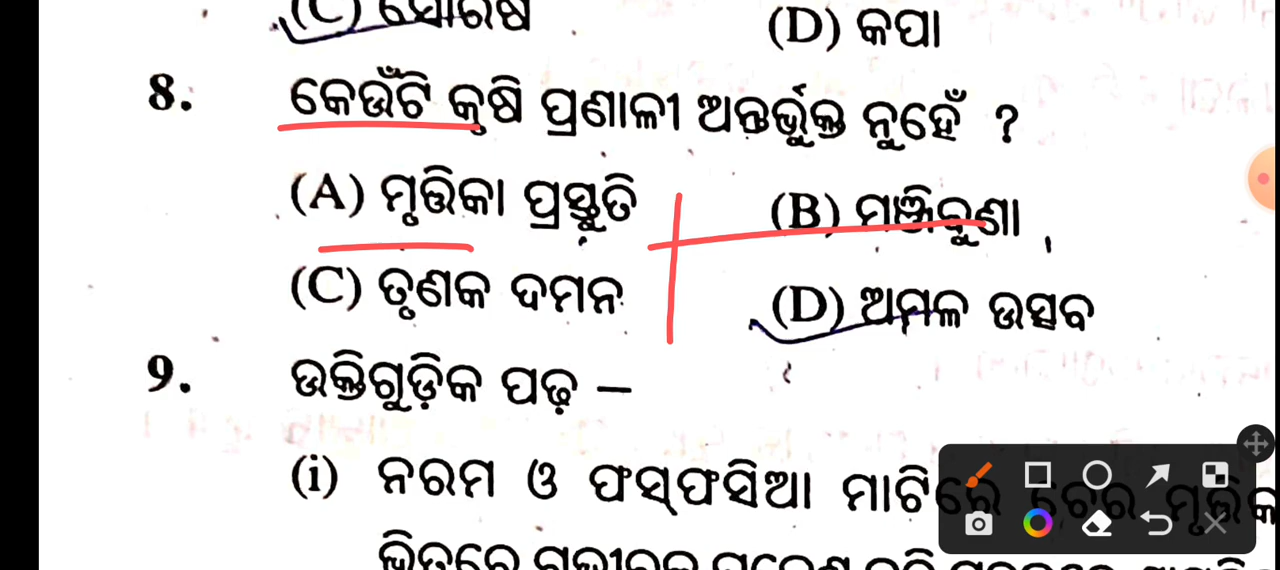 (C) ସୋରିଷ (D) କପା
8. କେଉଁଟି କୃଷି ପ୍ରଣାଳୀ ଅନ୍ତର୍ଭୁକ୍ତ ନୁହେଁ ?
(A) ମୃତ୍ତିକା ପ୍ରସ୍ତୁତି (B) ମଞ୍ଜିବୁଣା
(C) ତୃଣକ ଦମନ (D) ଅମଳ ଉତ୍ସବ
9. ଉକ୍ତିଗୁଡ଼ିକ ପଢ଼ –
(i) ନରମ ଓ ଫସ୍‌ଫସିଆ ମାଟିରେ ଚେର